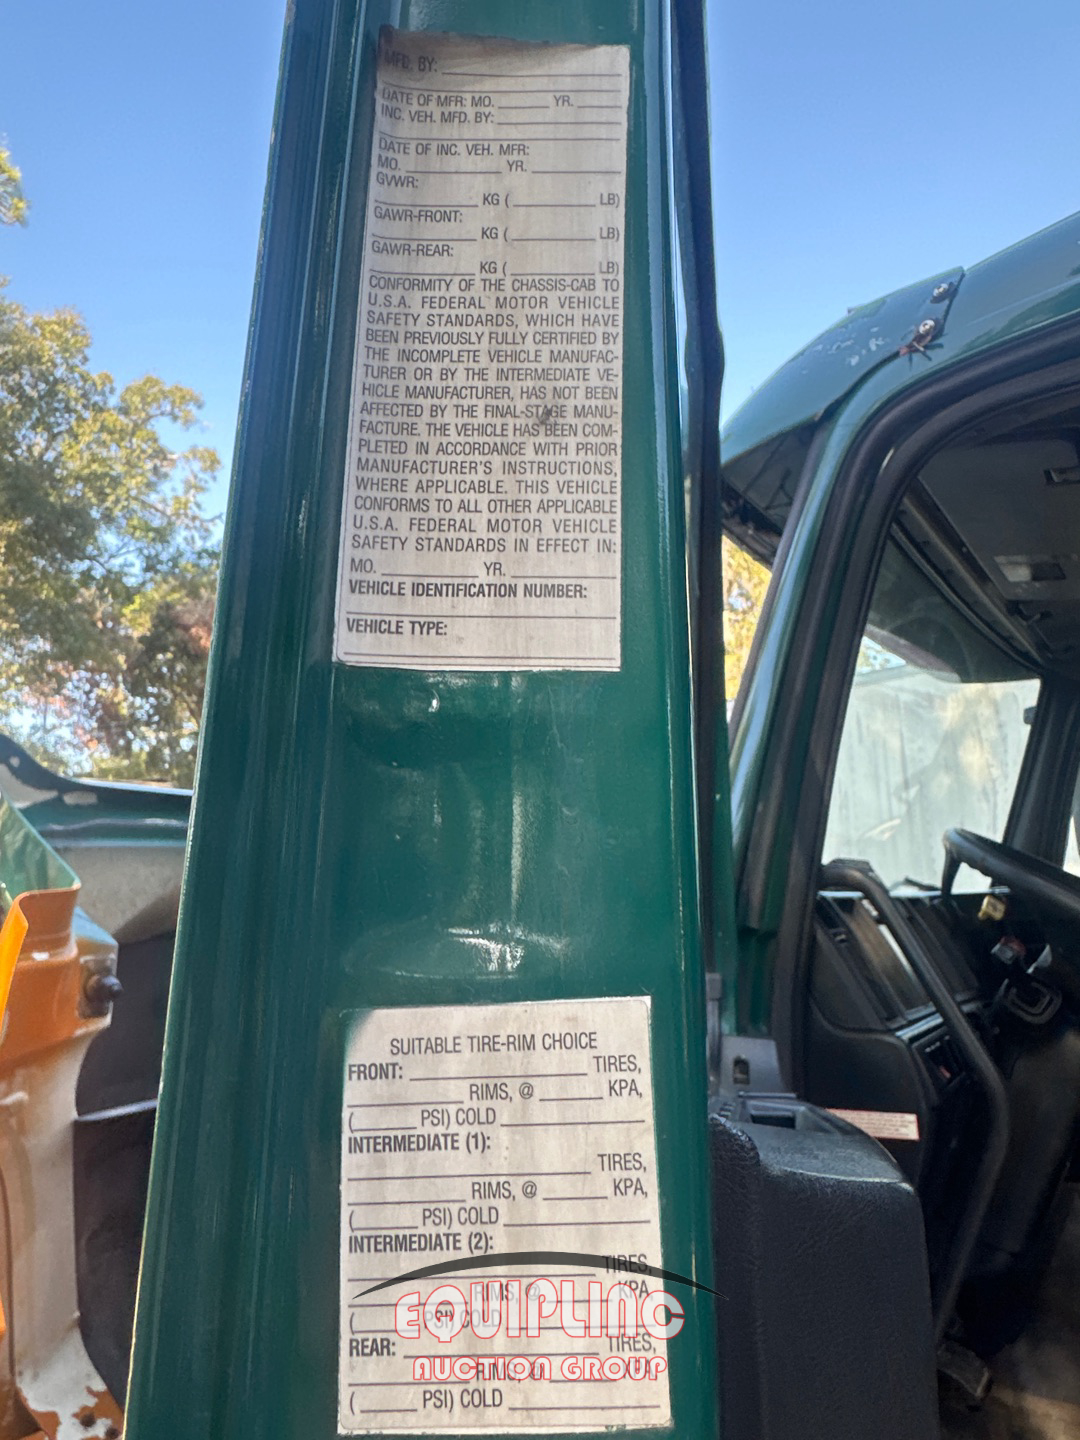 MFD. BY:
DATE OF MFR: MO. YR.
INC. VEH. MFD. BY:
DATE OF INC. VEH. MFR:
MO. YR.
GVWR:
KG ( LB)
GAWR-FRONT:
KG ( LB)
GAWR-REAR:
KG ( LB)
CONFORMITY OF THE CHASSIS-CAB TO
U.S.A. FEDERAL MOTOR VEHICLE
SAFETY STANDARDS, WHICH HAVE
BEEN PREVIOUSLY FULLY CERTIFIED BY
THE INCOMPLETE VEHICLE MANUFAC-
TURER OR BY THE INTERMEDIATE VE-
HICLE MANUFACTURER, HAS NOT BEEN
AFFECTED BY THE FINAL-STAGE MANU-
FACTURE. THE VEHICLE HAS BEEN COM-
PLETED IN ACCORDANCE WITH PRIOR
MANUFACTURER'S INSTRUCTIONS,
WHERE APPLICABLE. THIS VEHICLE
CONFORMS TO ALL OTHER APPLICABLE
U.S.A. FEDERAL MOTOR VEHICLE
SAFETY STANDARDS IN EFFECT IN:
MO. YR.
VEHICLE IDENTIFICATION NUMBER:
VEHICLE TYPE:
SUITABLE TIRE-RIM CHOICE
FRONT: TIRES,
RIMS, @ KPA,
( PSI) COLD
INTERMEDIATE (1):
TIRES,
RIMS, @ KPA,
( PSI) COLD
INTERMEDIATE (2):
TIRES,
RIMS, @ KPA,
( PSI) COLD
REAR: TIRES,
RIMS, @ KPA,
( PSI) COLD
EQUIPLINC
AUCTION GROUP